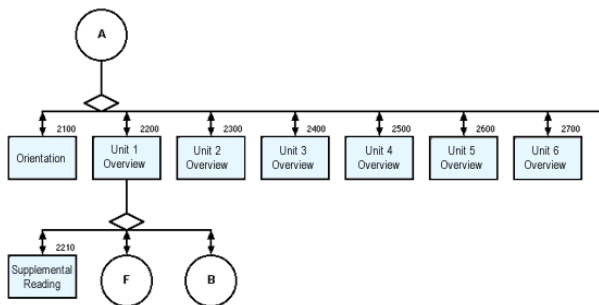 A
2100
2200
2300
2400
2500
2600
2700
Orientation
Unit 1
Overview
Unit 2
Overview
Unit 3
Overview
Unit 4
Overview
Unit 5
Overview
Unit 6
Overview
2210
Supplemental
Reading
F
B